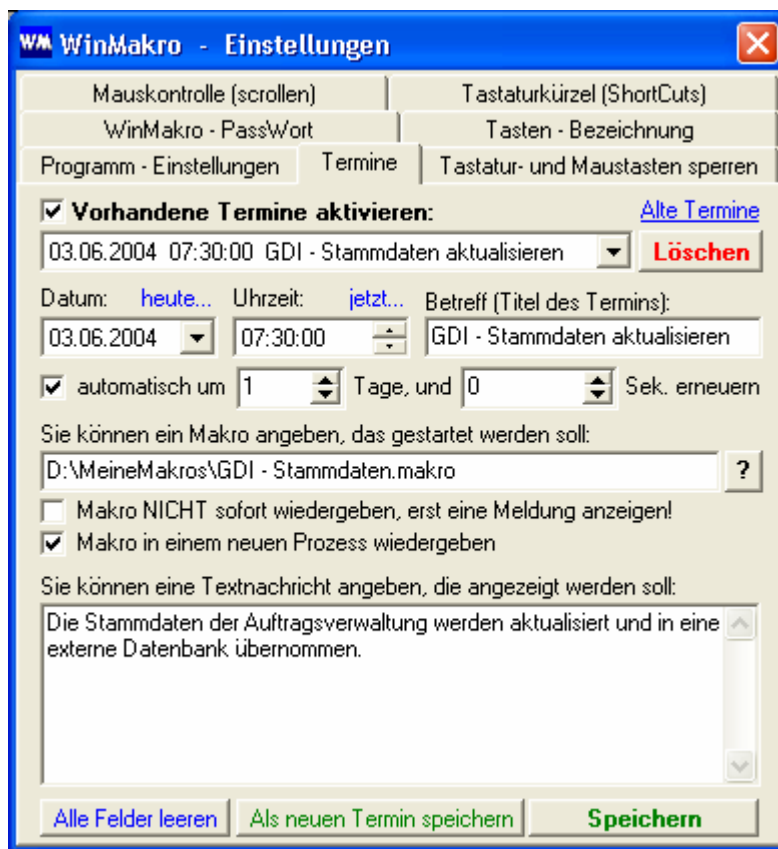 WM WinMakro - Einstellungen
Mauskontrolle (scrollen) Tastaturkürzel (ShortCuts)
WinMakro - PassWort Tasten - Bezeichnung
Programm - Einstellungen Termine Tastatur- und Maustasten sperren
Vorhandene Termine aktivieren: Alte Termine
03.06.2004 07:30:00 GDI - Stammdaten aktualisieren Löschen
Datum: heute... Uhrzeit: jetzt... Betreff (Titel des Termins):
03.06.2004 07:30:00 GDI - Stammdaten aktualisieren
automatisch um 1 Tage, und 0 Sek. erneuern
Sie können ein Makro angeben, das gestartet werden soll:
D:\MeineMakros\GDI - Stammdaten.makro ?
Makro NICHT sofort wiedergeben, erst eine Meldung anzeigen!
Makro in einem neuen Prozess wiedergeben
Sie können eine Textnachricht angeben, die angezeigt werden soll:
Die Stammdaten der Auftragsverwaltung werden aktualisiert und in eine
externe Datenbank übernommen.
Alle Felder leeren Als neuen Termin speichern Speichern